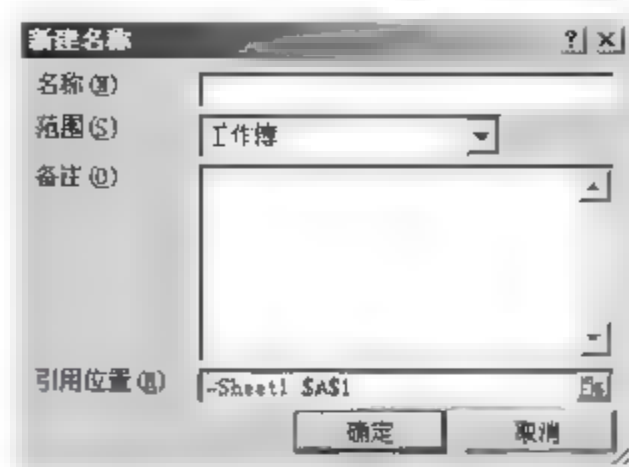 新建名称
名称(N)
范围(S) 工作簿
备注(O)
引用位置(R) =Sheet1!$A$1
确定 取消